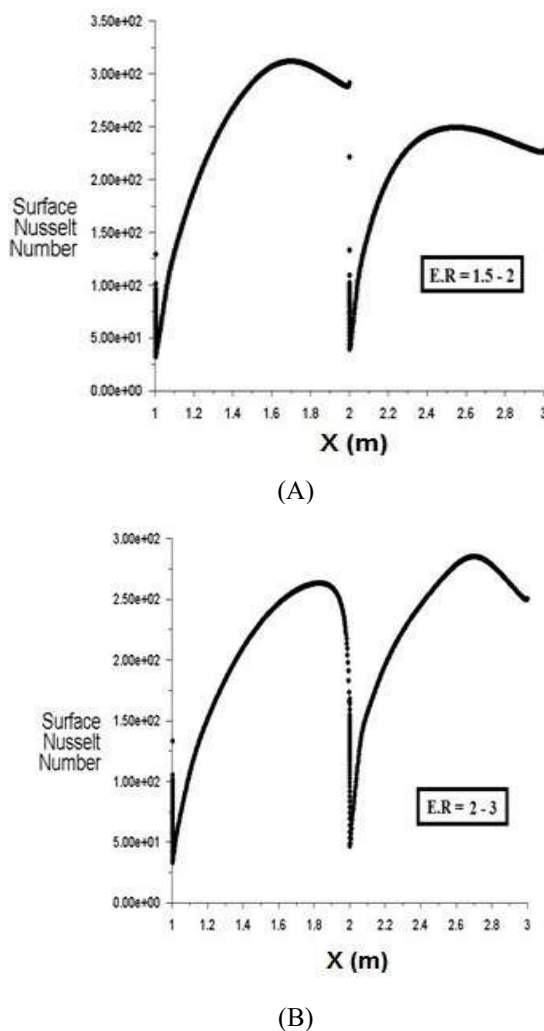 3.50e+02
3.00e+02
2.50e+02
2.00e+02
Surface
Nusselt
Number
1.50e+02
1.00e+02
5.00e+01
0.00e+00
E.R = 1.5 - 2
1 1.2 1.4 1.6 1.8 2 2.2 2.4 2.6 2.8 3
X (m)
(A)
3.00e+02
2.50e+02
2.00e+02
Surface
Nusselt
Number
1.50e+02
1.00e+02
5.00e+01
0.00e+00
E.R = 2 - 3
1 1.2 1.4 1.6 1.8 2 2.2 2.4 2.6 2.8 3
X (m)
(B)